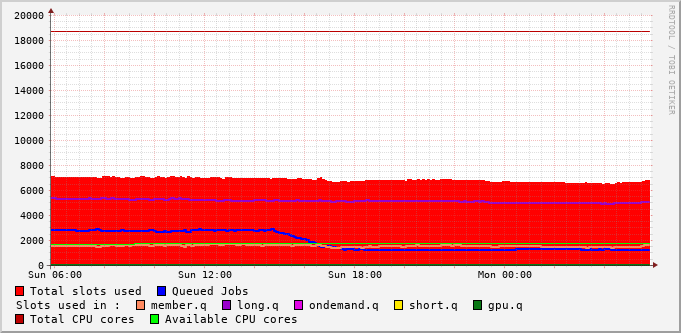 20000
18000
16000
14000
12000
10000
8000
6000
4000
2000
0
Sun 06:00 Sun 12:00 Sun 18:00 Mon 00:00
Total slots used Queued Jobs
Slots used in : member.q long.q ondemand.q short.q gpu.q
Total CPU cores Available CPU cores
RRDTOOL / TOBI OETIKER